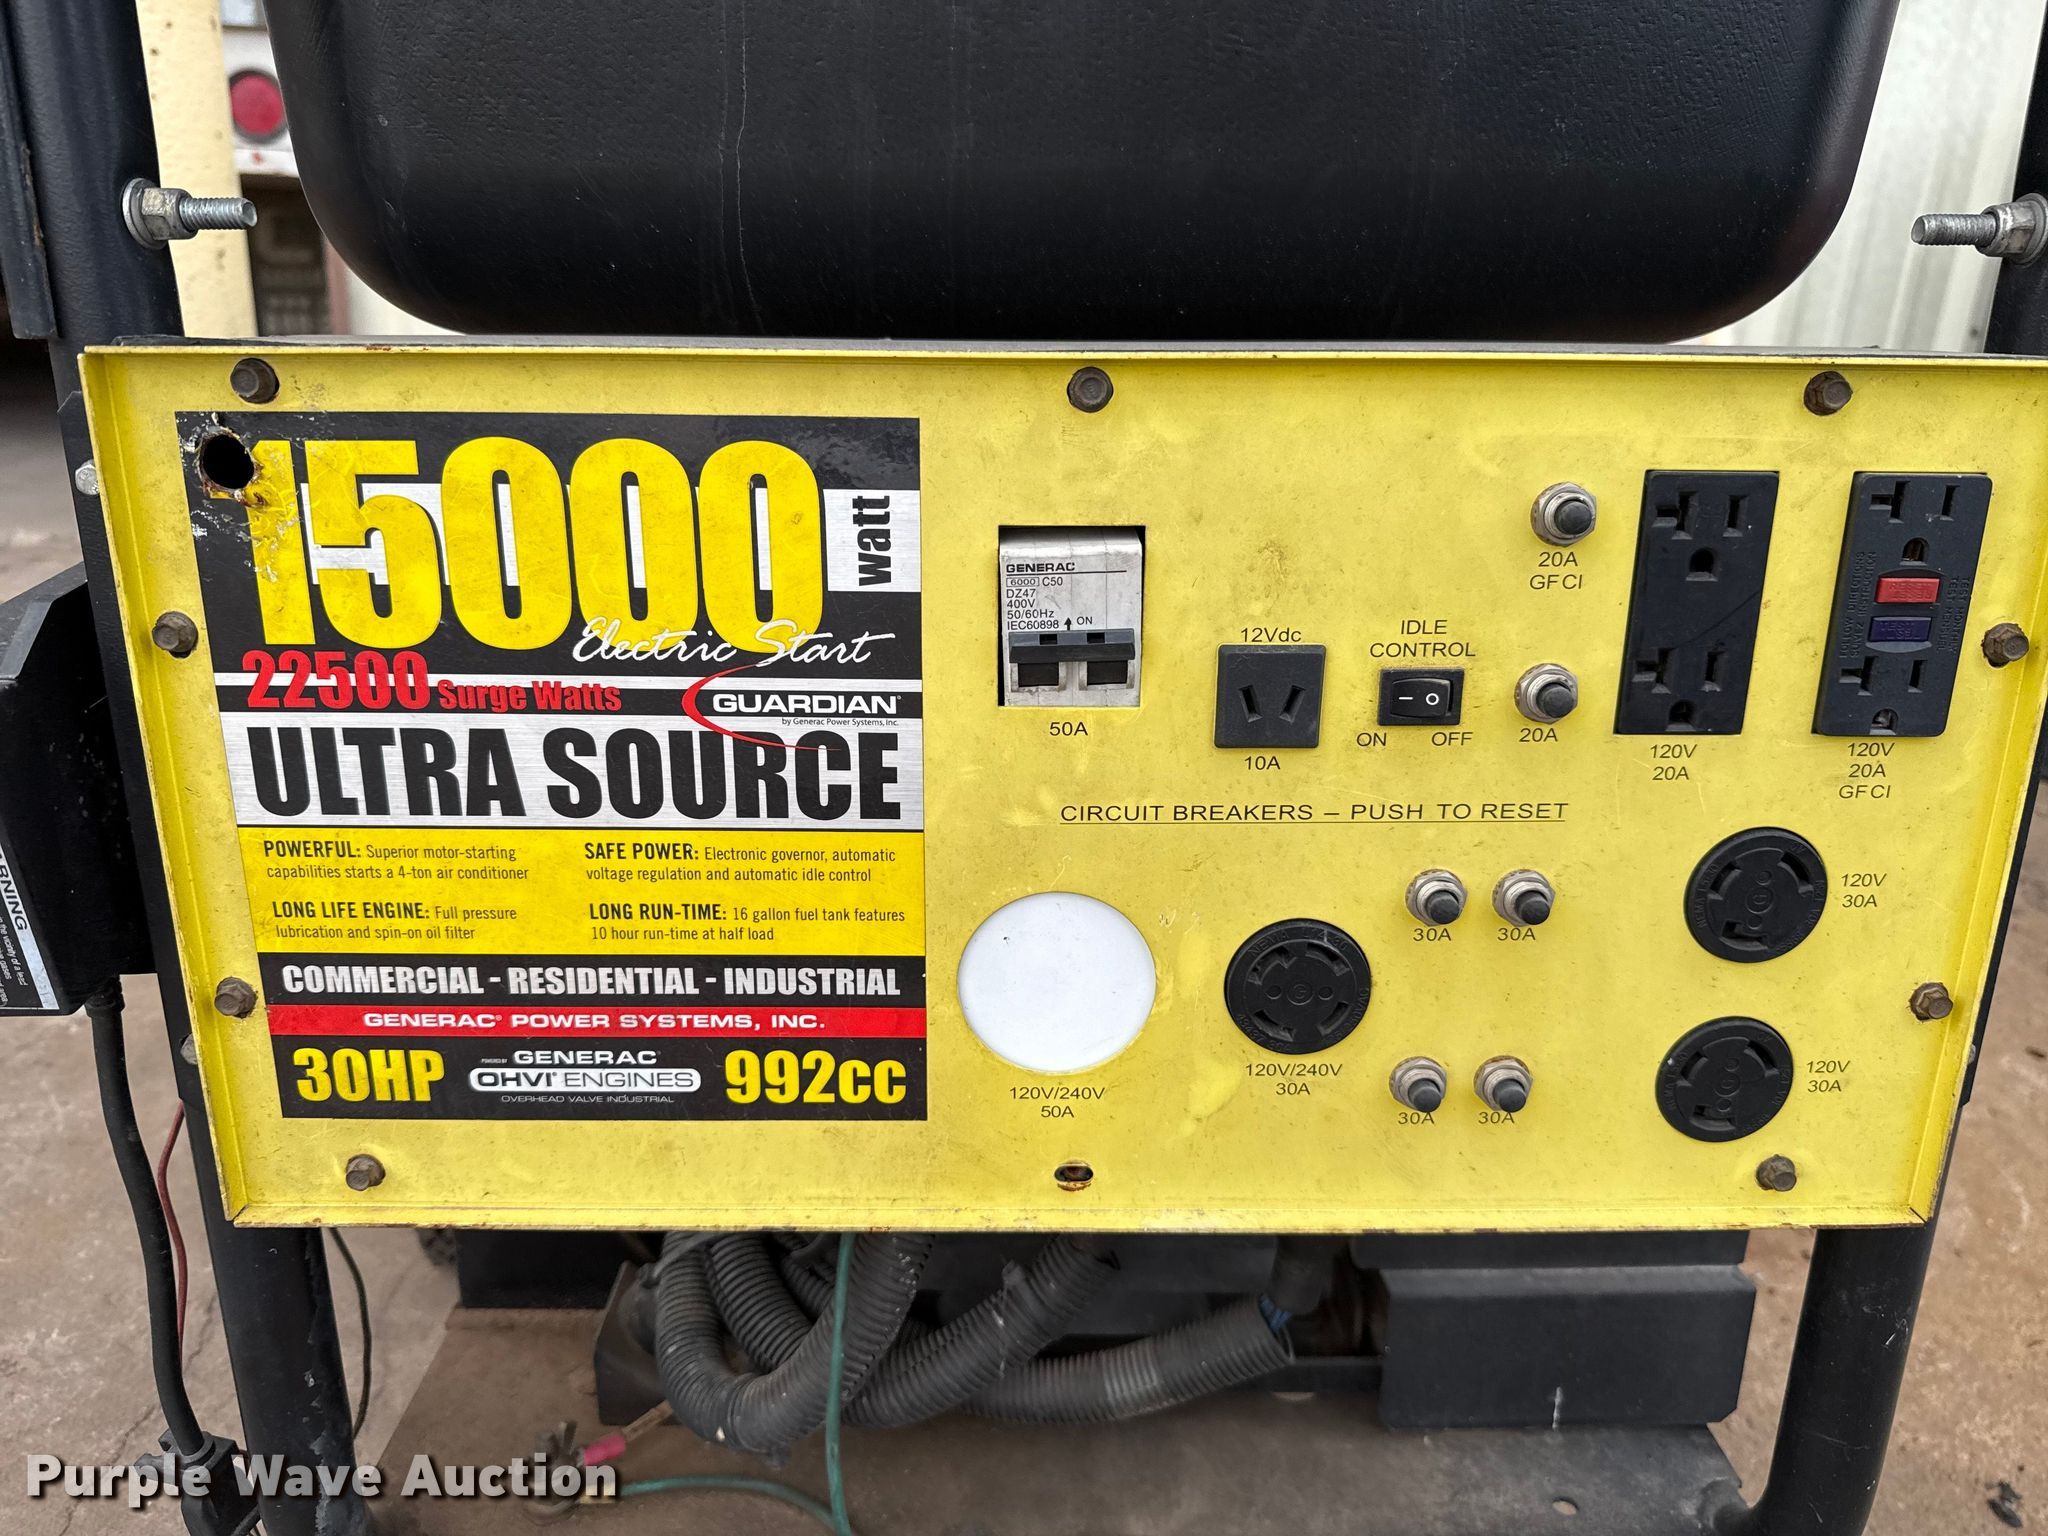 15000
watt
Electric Start
22500 Surge Watts
GUARDIAN®
by Generac Power Systems, Inc.
ULTRA SOURCE
POWERFUL: Superior motor-starting
capabilities starts a 4-ton air conditioner
SAFE POWER: Electronic governor, automatic
voltage regulation and automatic idle control
LONG LIFE ENGINE: Full pressure
lubrication and spin-on oil filter
LONG RUN-TIME: 16 gallon fuel tank features
10 hour run-time at half load
COMMERCIAL - RESIDENTIAL - INDUSTRIAL
GENERAC® POWER SYSTEMS, INC.
30HP
POWERED BY GENERAC®
OHVI® ENGINES
OVERHEAD VALVE INDUSTRIAL
992cc
GENERAC
6000 C50
DZ47
400V
50/60Hz
IEC60898 ON
50A
12Vdc
10A
IDLE
CONTROL
ON OFF
20A
GFCI
20A
120V
20A
120V
20A
GFCI
CIRCUIT BREAKERS – PUSH TO RESET
120V/240V
50A
120V/240V
30A
30A 30A
30A 30A
120V
30A
120V
30A
Purple Wave Auction